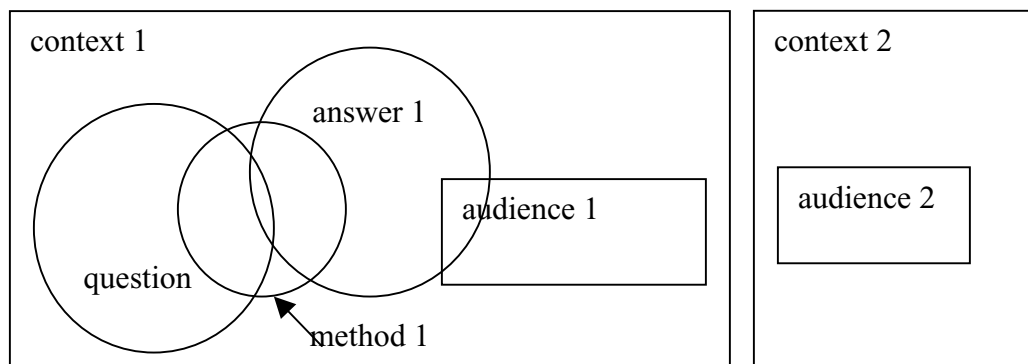 context 1
answer 1
audience 1
question
method 1
context 2
audience 2